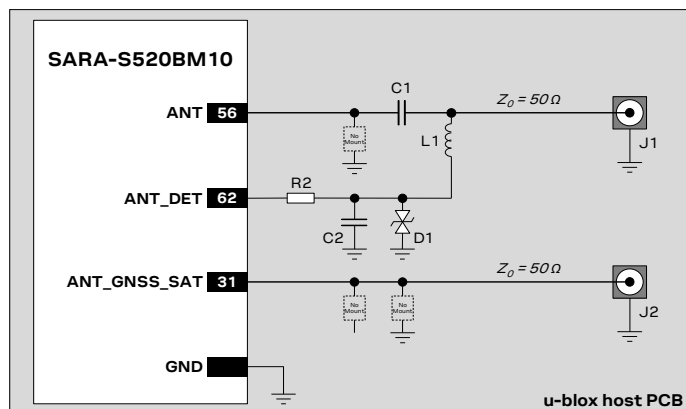 SARA-S520BM10
ANT 56
No Mount
C1
Z₀ = 50 Ω
J1
L1
ANT_DET 62
R2
C2
D1
ANT_GNSS_SAT 31
No Mount
No Mount
Z₀ = 50 Ω
J2
GND
u-blox host PCB